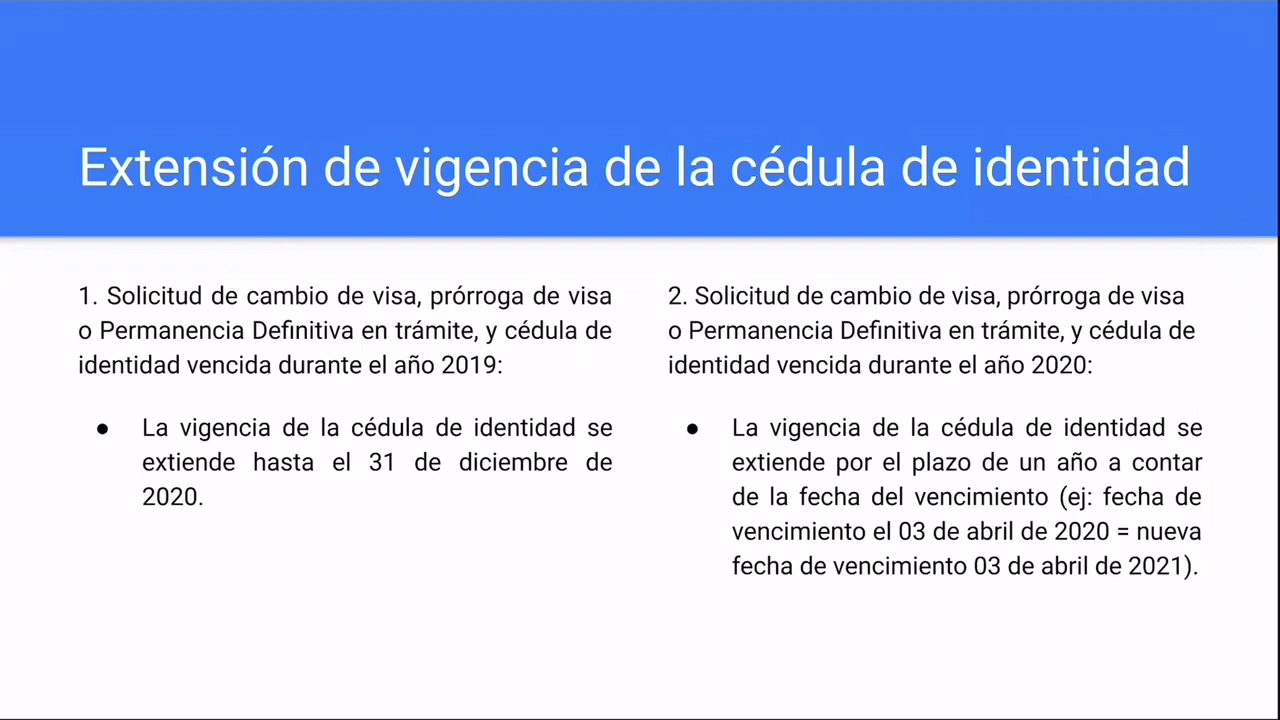 Extensión de vigencia de la cédula de identidad
1. Solicitud de cambio de visa, prórroga de visa
o Permanencia Definitiva en trámite, y cédula de
identidad vencida durante el año 2019:
● La vigencia de la cédula de identidad se
extiende hasta el 31 de diciembre de
2020.
2. Solicitud de cambio de visa, prórroga de visa
o Permanencia Definitiva en trámite, y cédula de
identidad vencida durante el año 2020:
● La vigencia de la cédula de identidad se
extiende por el plazo de un año a contar
de la fecha del vencimiento (ej: fecha de
vencimiento el 03 de abril de 2020 = nueva
fecha de vencimiento 03 de abril de 2021).